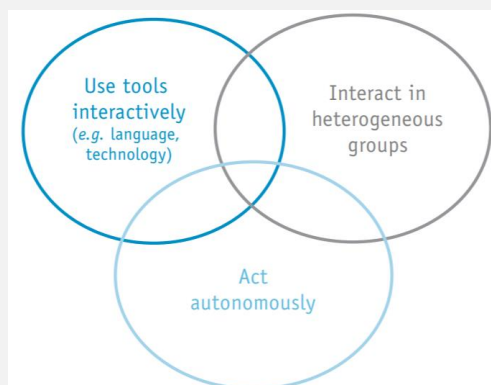 Use tools
interactively
(e.g. language,
technology)
Interact in
heterogeneous
groups
Act
autonomously